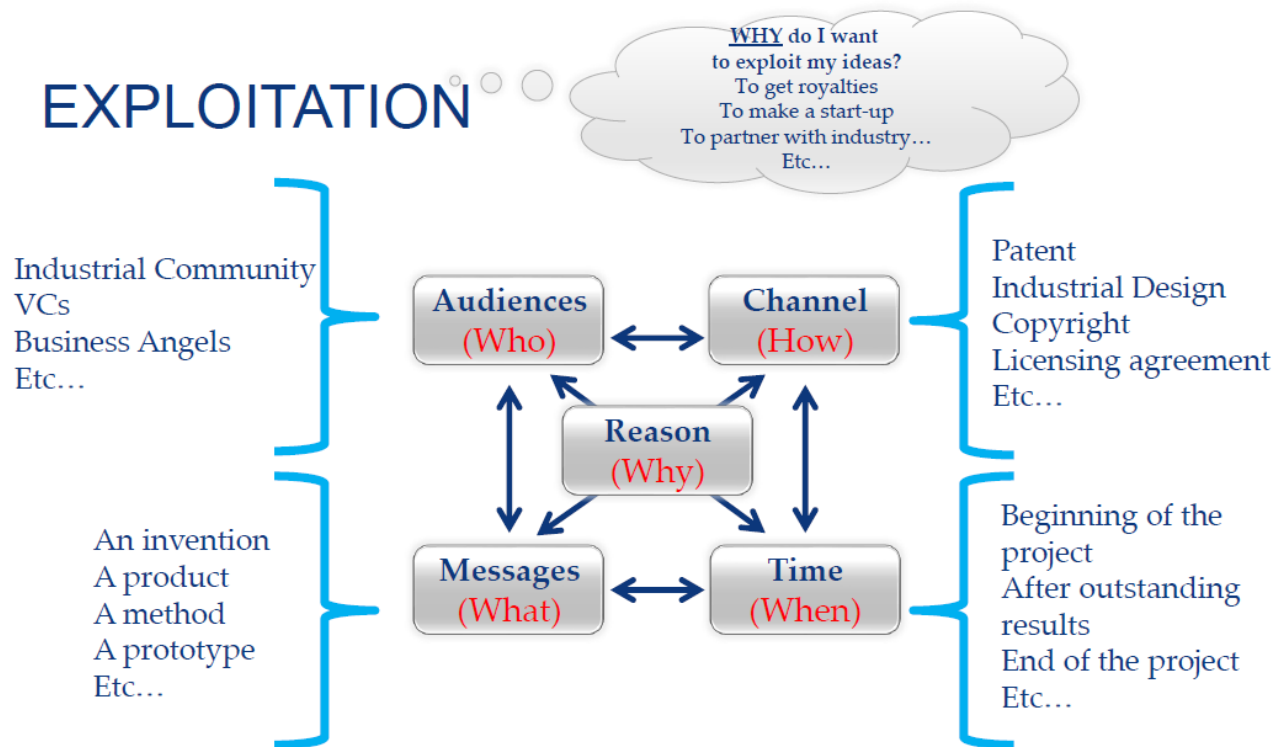 EXPLOITATION
WHY do I want
to exploit my ideas?
To get royalties
To make a start-up
To partner with industry…
Etc…
Industrial Community
VCs
Business Angels
Etc…
Audiences
(Who)
Channel
(How)
Patent
Industrial Design
Copyright
Licensing agreement
Etc…
Reason
(Why)
An invention
A product
A method
A prototype
Etc…
Messages
(What)
Time
(When)
Beginning of the
project
After outstanding
results
End of the project
Etc…